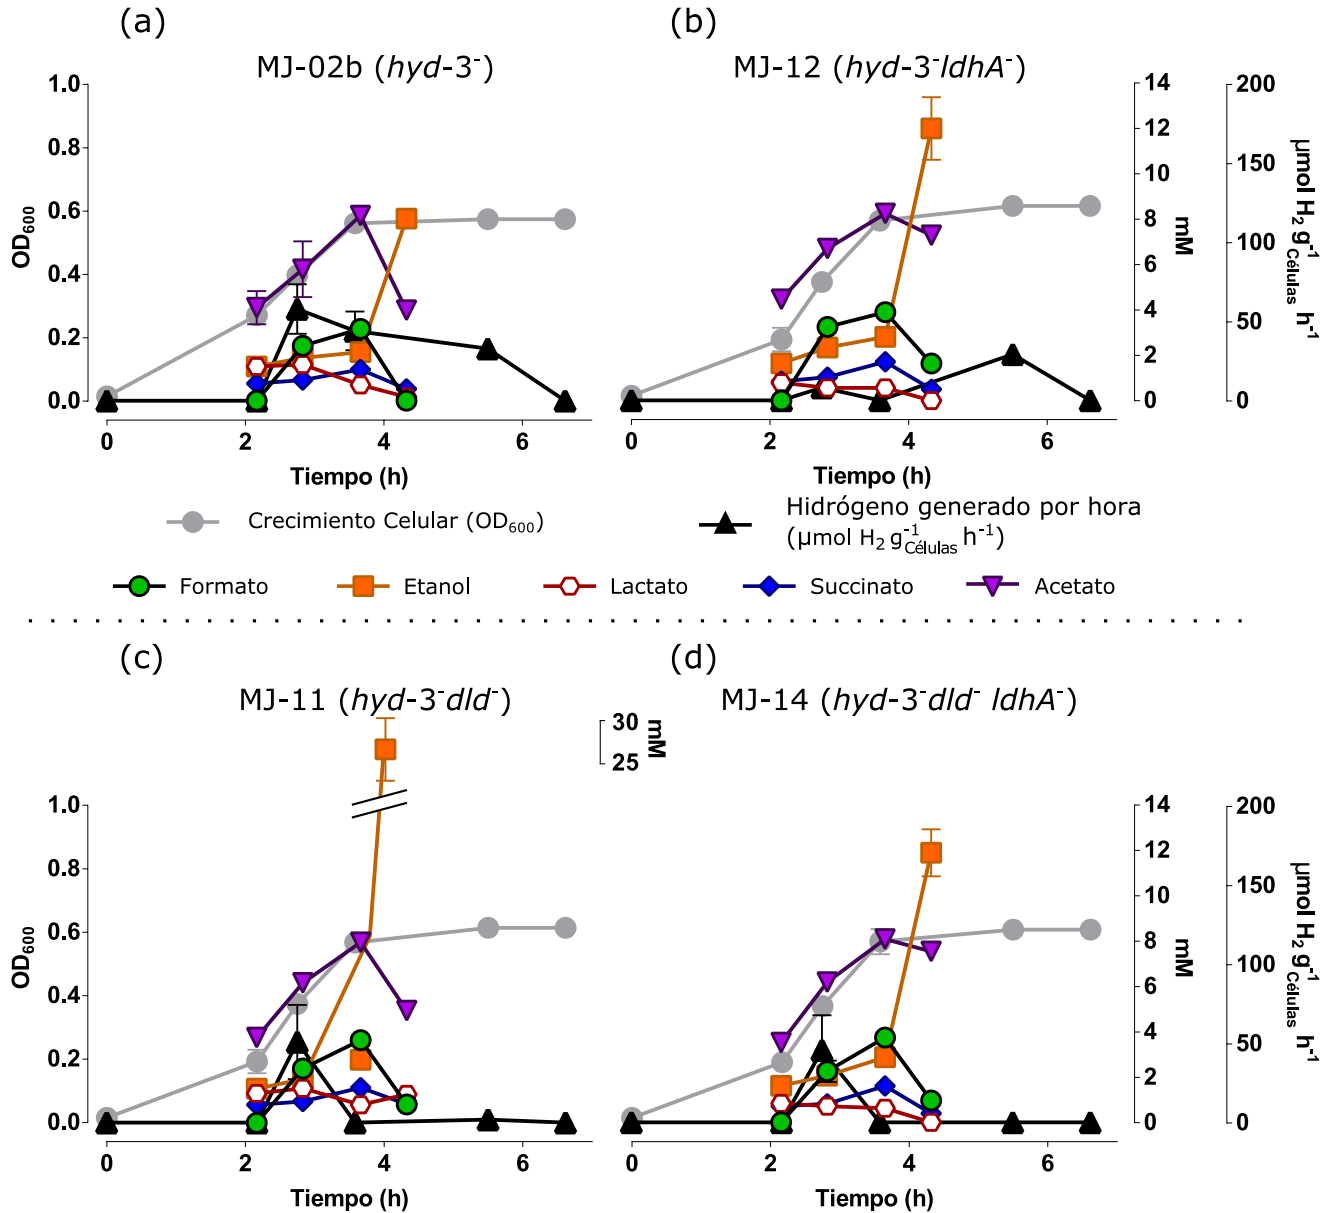 (a)
MJ-02b (hyd-3⁻)
1.0
0.8
0.6
0.4
0.2
0.0
OD₆₀₀
0 2 4 6
Tiempo (h)
(b)
MJ-12 (hyd-3⁻ldhA⁻)
14
12
10
8
6
4
2
0
mM
200
150
100
50
0
µmol H₂ g⁻¹Células h⁻¹
0 2 4 6
Tiempo (h)
Crecimiento Celular (OD₆₀₀)
Hidrógeno generado por hora
(µmol H₂ g⁻¹Células h⁻¹)
Formato Etanol Lactato Succinato Acetato
(c)
MJ-11 (hyd-3⁻dld⁻)
30
25
mM
1.0
0.8
0.6
0.4
0.2
0.0
OD₆₀₀
0 2 4 6
Tiempo (h)
(d)
MJ-14 (hyd-3⁻dld⁻ ldhA⁻)
14
12
10
8
6
4
2
0
mM
200
150
100
50
0
µmol H₂ g⁻¹Células h⁻¹
0 2 4 6
Tiempo (h)